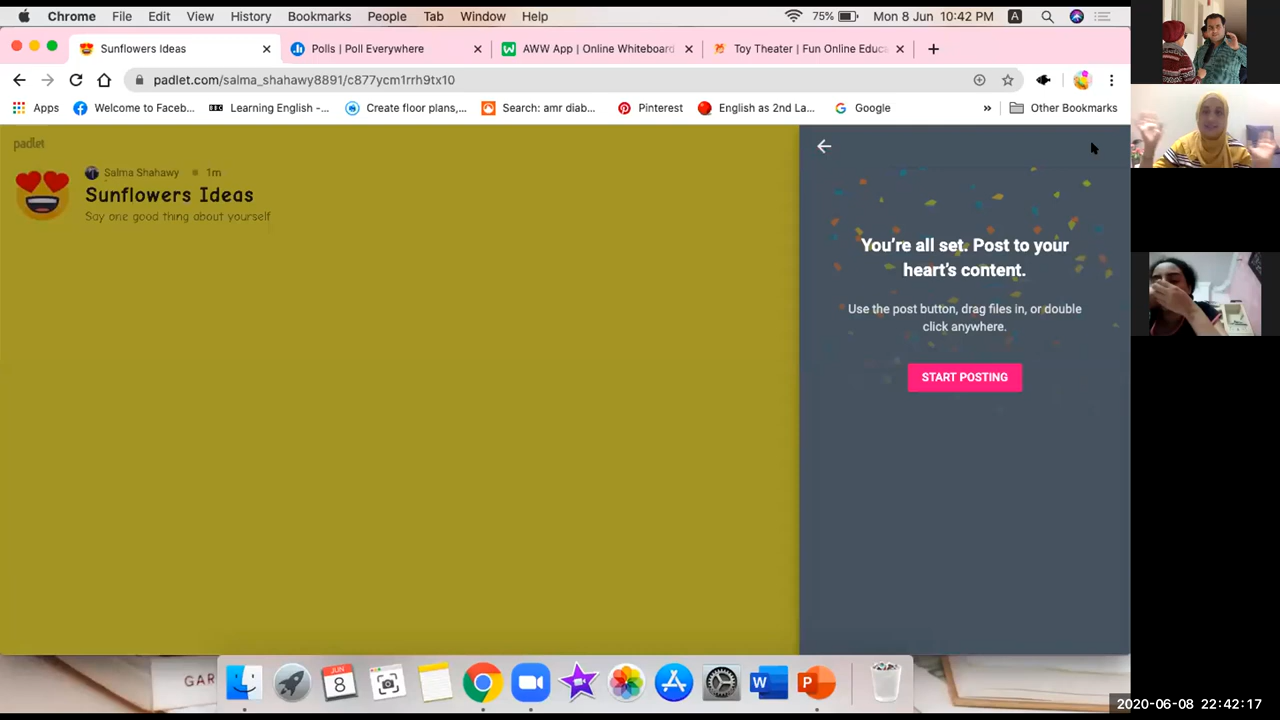 Chrome File Edit View History Bookmarks People Tab Window Help 75% Mon 8 Jun 10:42 PM A
Sunflowers Ideas Polls | Poll Everywhere AWW App | Online Whiteboard Toy Theater | Fun Online Educa
padlet.com/salma_shahawy8891/c877ycm1rrh9tx10
Apps Welcome to Faceb... Learning English -... Create floor plans,... Search: amr diab... Pinterest English as 2nd La... Google » Other Bookmarks
padlet
Salma Shahawy 1m
Sunflowers Ideas
Say one good thing about yourself
You're all set. Post to your
heart's content.
Use the post button, drag files in, or double
click anywhere.
START POSTING
JUN
8
W
P
GAR
2020-06-08 22:42:17